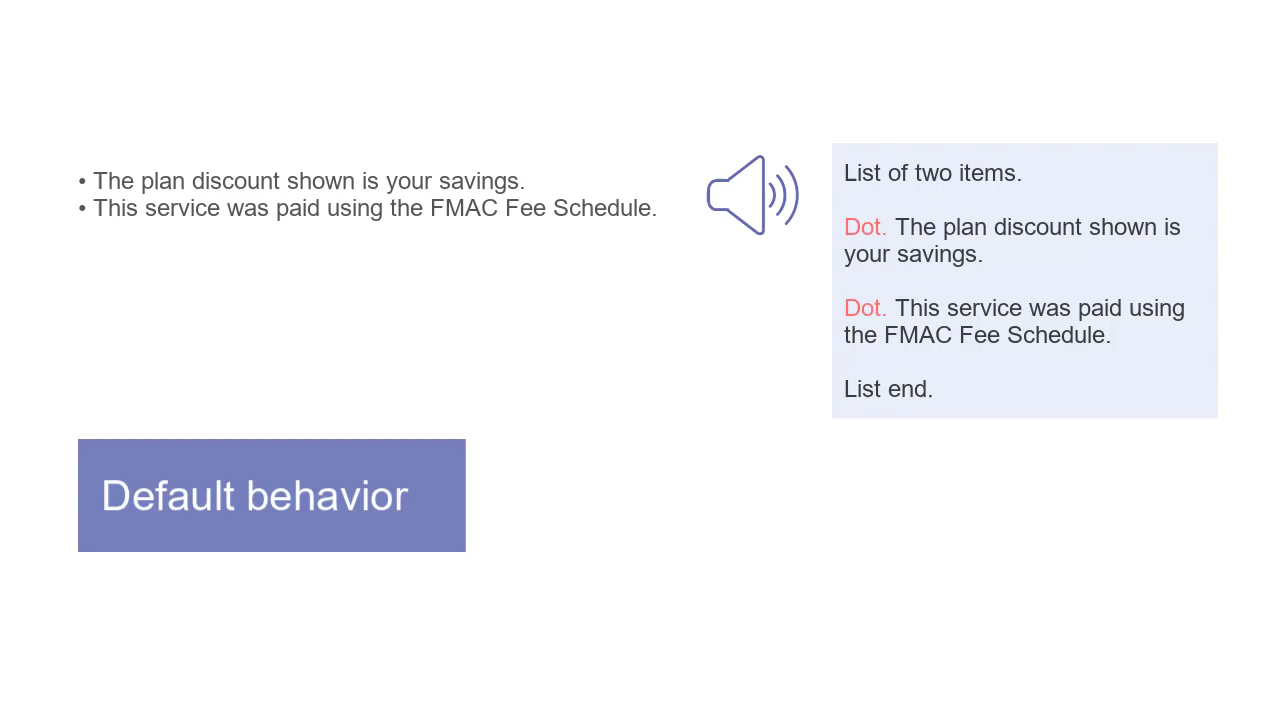 • The plan discount shown is your savings.
• This service was paid using the FMAC Fee Schedule.
List of two items.
Dot. The plan discount shown is
your savings.
Dot. This service was paid using
the FMAC Fee Schedule.
List end.
Default behavior